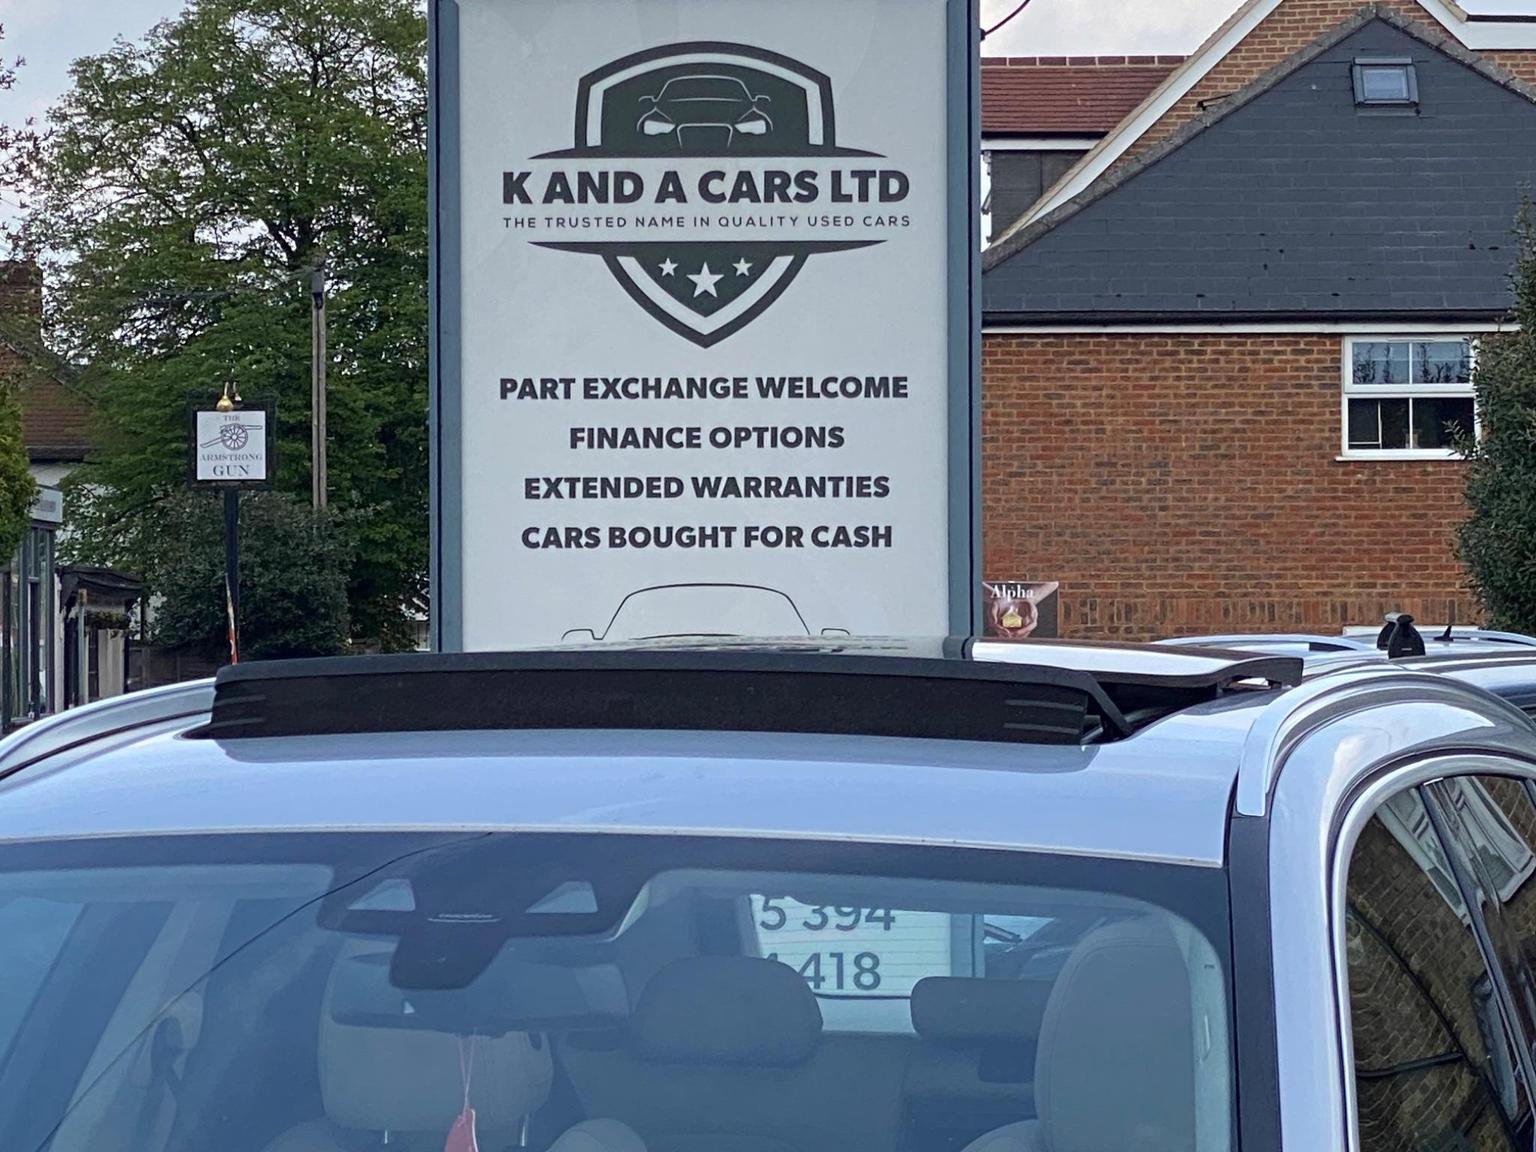 K AND A CARS LTD
THE TRUSTED NAME IN QUALITY USED CARS
PART EXCHANGE WELCOME
FINANCE OPTIONS
EXTENDED WARRANTIES
CARS BOUGHT FOR CASH
THE
ARMSTRONG
GUN
Alpha
5 394
418